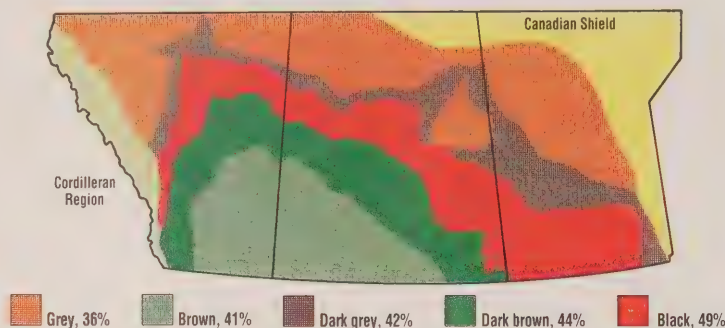 Canadian Shield
Cordilleran
Region
Grey, 36%
Brown, 41%
Dark grey, 42%
Dark brown, 44%
Black, 49%